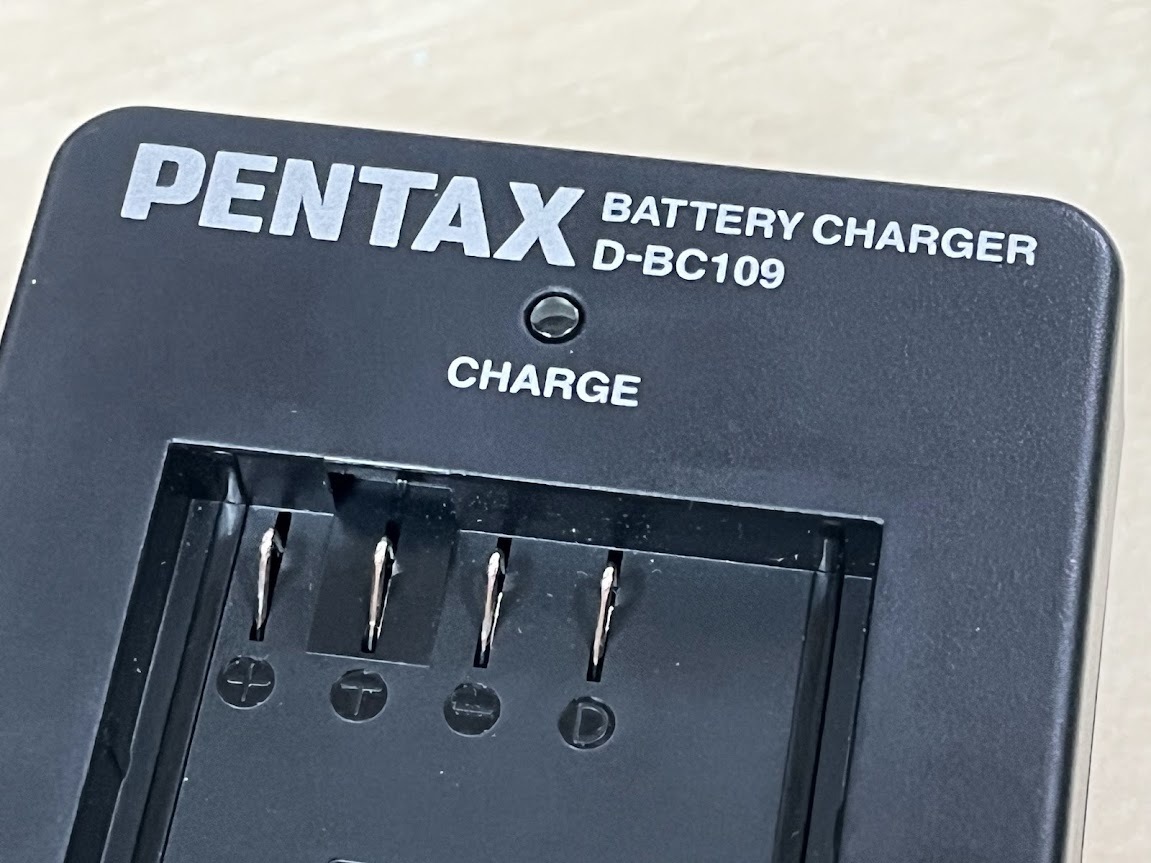 PENTAX BATTERY CHARGER
D-BC109
CHARGE
+ T - D